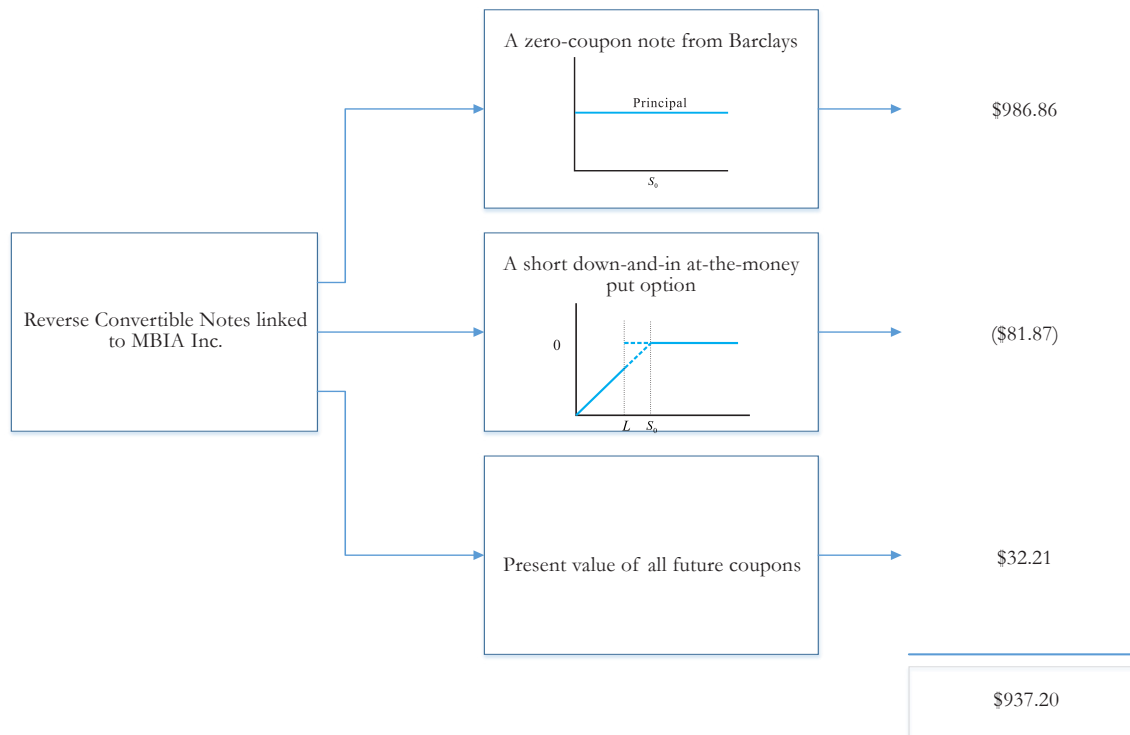 A zero-coupon note from Barclays
Principal
S₀
$986.86
Reverse Convertible Notes linked
to MBIA Inc.
A short down-and-in at-the-money
put option
0
L S₀
($81.87)
Present value of all future coupons
$32.21
$937.20